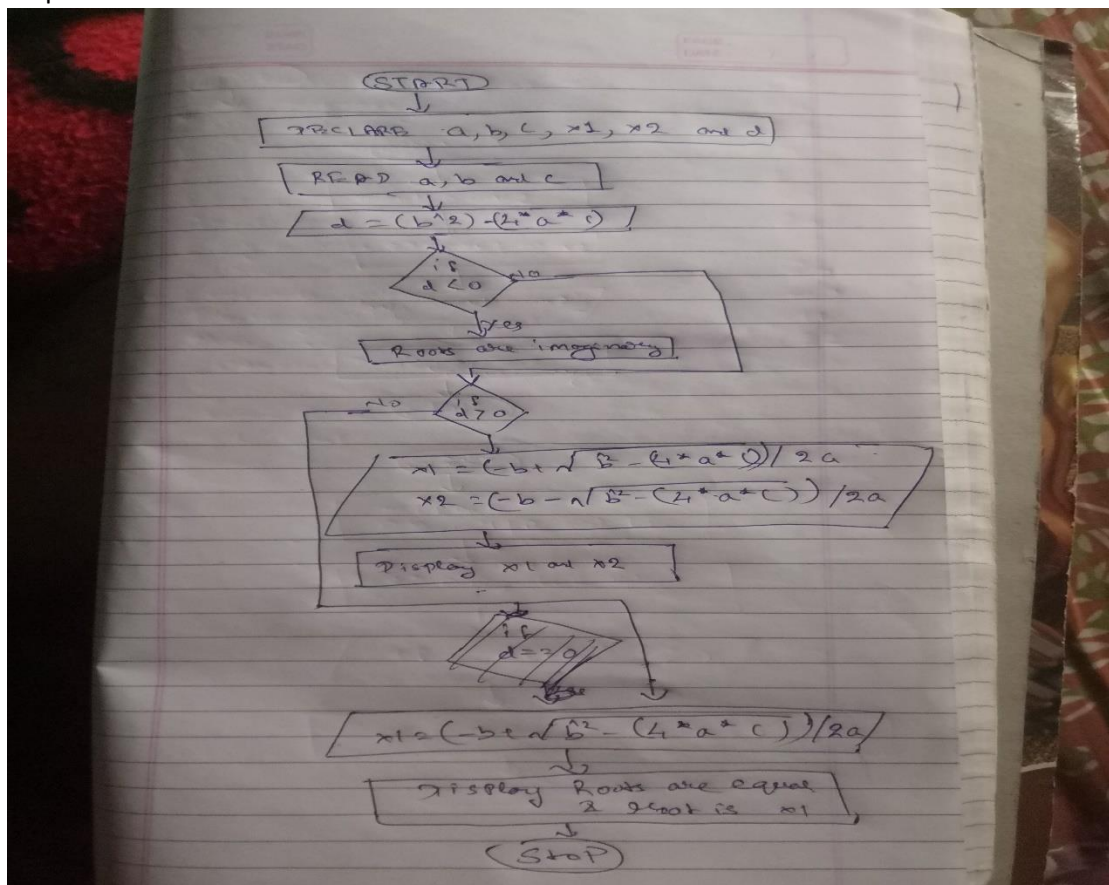 START
DECLARE a, b, c, x1, x2 and d
READ a, b and c
d = (b^2) - (4*a*c)
is
d < 0
No
Yes
Roots are imaginary
is
d > 0
No
x1 = (-b + √b² - (4*a*c)) / 2a
x2 = (-b - √b² - (4*a*c)) / 2a
Display x1 and x2
if
d == 0
x1 = (-b + √b² - (4*a*c)) / 2a
Display Roots are equal
& root is x1
STOP